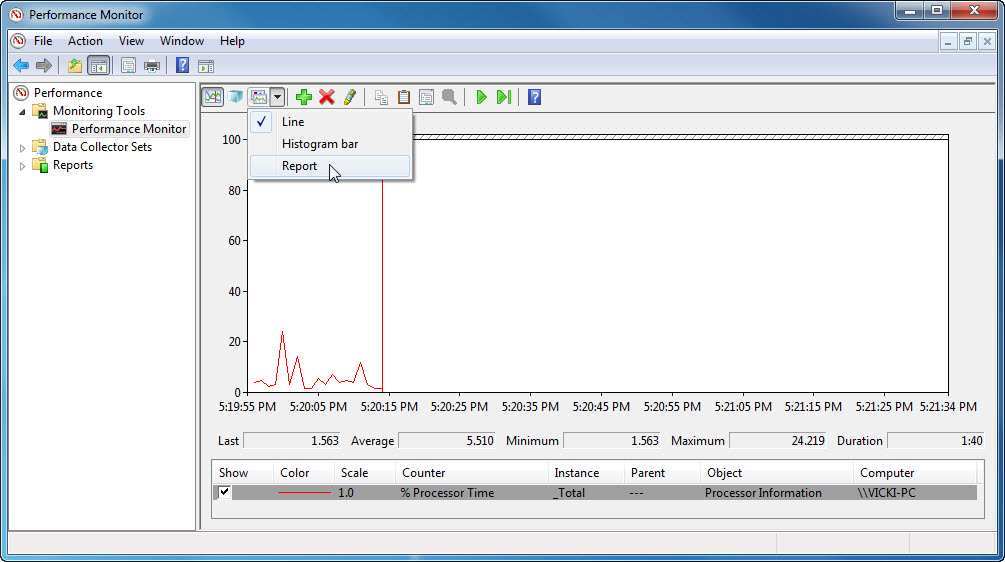 Performance Monitor
File Action View Window Help
Performance
Monitoring Tools
Performance Monitor
Data Collector Sets
Reports
Line
Histogram bar
Report
100
80
60
40
20
0
5:19:55 PM 5:20:05 PM 5:20:15 PM 5:20:25 PM 5:20:35 PM 5:20:45 PM 5:20:55 PM 5:21:05 PM 5:21:15 PM 5:21:25 PM 5:21:34 PM
Last 1.563 Average 5.510 Minimum 1.563 Maximum 24.219 Duration 1:40
Show Color Scale Counter Instance Parent Object Computer
1.0 % Processor Time _Total --- Processor Information \\VICKI-PC